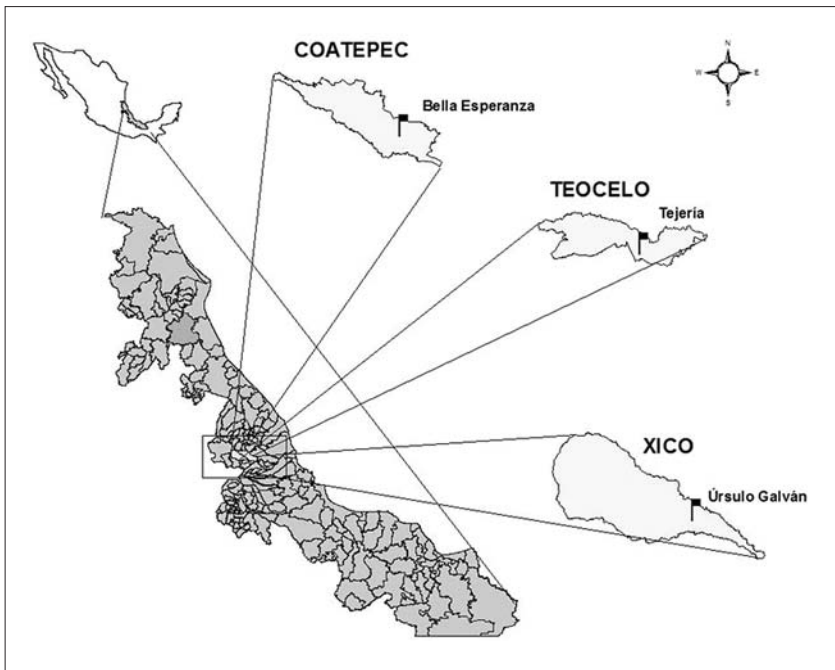 COATEPEC
Bella Esperanza
N
W E
S
TEOCELO
Tejería
XICO
Úrsulo Galván